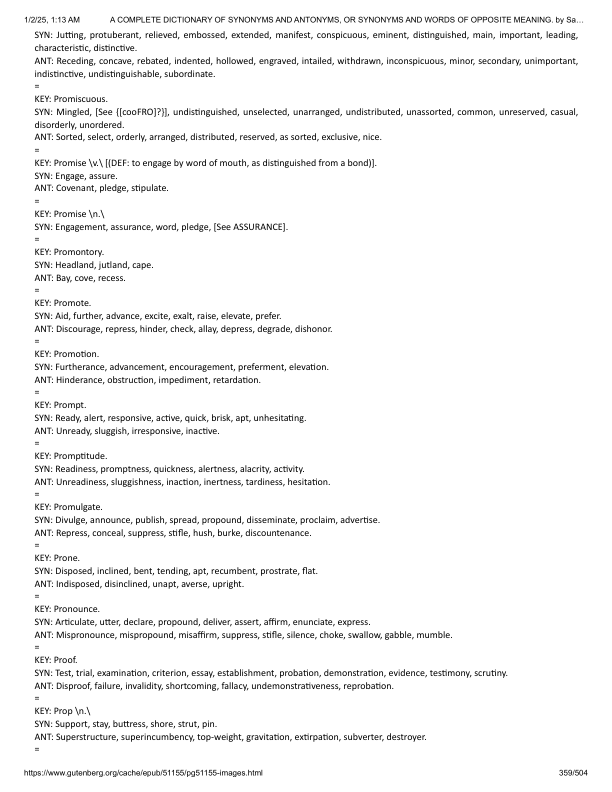 1/2/25, 1:13 AM A COMPLETE DICTIONARY OF SYNONYMS AND ANTONYMS, OR SYNONYMS AND WORDS OF OPPOSITE MEANING. by Sa…
SYN: Jutting, protuberant, relieved, embossed, extended, manifest, conspicuous, eminent, distinguished, main, important, leading,
characteristic, distinctive.
ANT: Receding, concave, rebated, indented, hollowed, engraved, intailed, withdrawn, inconspicuous, minor, secondary, unimportant,
indistinctive, undistinguishable, subordinate.
=
KEY: Promiscuous.
SYN: Mingled, [See {[cooFRO]?}], undistinguished, unselected, unarranged, undistributed, unassorted, common, unreserved, casual,
disorderly, unordered.
ANT: Sorted, select, orderly, arranged, distributed, reserved, as sorted, exclusive, nice.
=
KEY: Promise \v.\ [(DEF: to engage by word of mouth, as distinguished from a bond)].
SYN: Engage, assure.
ANT: Covenant, pledge, stipulate.
=
KEY: Promise \n.\
SYN: Engagement, assurance, word, pledge, [See ASSURANCE].
=
KEY: Promontory.
SYN: Headland, jutland, cape.
ANT: Bay, cove, recess.
=
KEY: Promote.
SYN: Aid, further, advance, excite, exalt, raise, elevate, prefer.
ANT: Discourage, repress, hinder, check, allay, depress, degrade, dishonor.
=
KEY: Promotion.
SYN: Furtherance, advancement, encouragement, preferment, elevation.
ANT: Hinderance, obstruction, impediment, retardation.
=
KEY: Prompt.
SYN: Ready, alert, responsive, active, quick, brisk, apt, unhesitating.
ANT: Unready, sluggish, irresponsive, inactive.
=
KEY: Promptitude.
SYN: Readiness, promptness, quickness, alertness, alacrity, activity.
ANT: Unreadiness, sluggishness, inaction, inertness, tardiness, hesitation.
=
KEY: Promulgate.
SYN: Divulge, announce, publish, spread, propound, disseminate, proclaim, advertise.
ANT: Repress, conceal, suppress, stifle, hush, burke, discountenance.
=
KEY: Prone.
SYN: Disposed, inclined, bent, tending, apt, recumbent, prostrate, flat.
ANT: Indisposed, disinclined, unapt, averse, upright.
=
KEY: Pronounce.
SYN: Articulate, utter, declare, propound, deliver, assert, affirm, enunciate, express.
ANT: Mispronounce, mispropound, misaffirm, suppress, stifle, silence, choke, swallow, gabble, mumble.
=
KEY: Proof.
SYN: Test, trial, examination, criterion, essay, establishment, probation, demonstration, evidence, testimony, scrutiny.
ANT: Disproof, failure, invalidity, shortcoming, fallacy, undemonstrativeness, reprobation.
=
KEY: Prop \n.\
SYN: Support, stay, buttress, shore, strut, pin.
ANT: Superstructure, superincumbency, top-weight, gravitation, extirpation, subverter, destroyer.
=
https://www.gutenberg.org/cache/epub/51155/pg51155-images.html 359/504